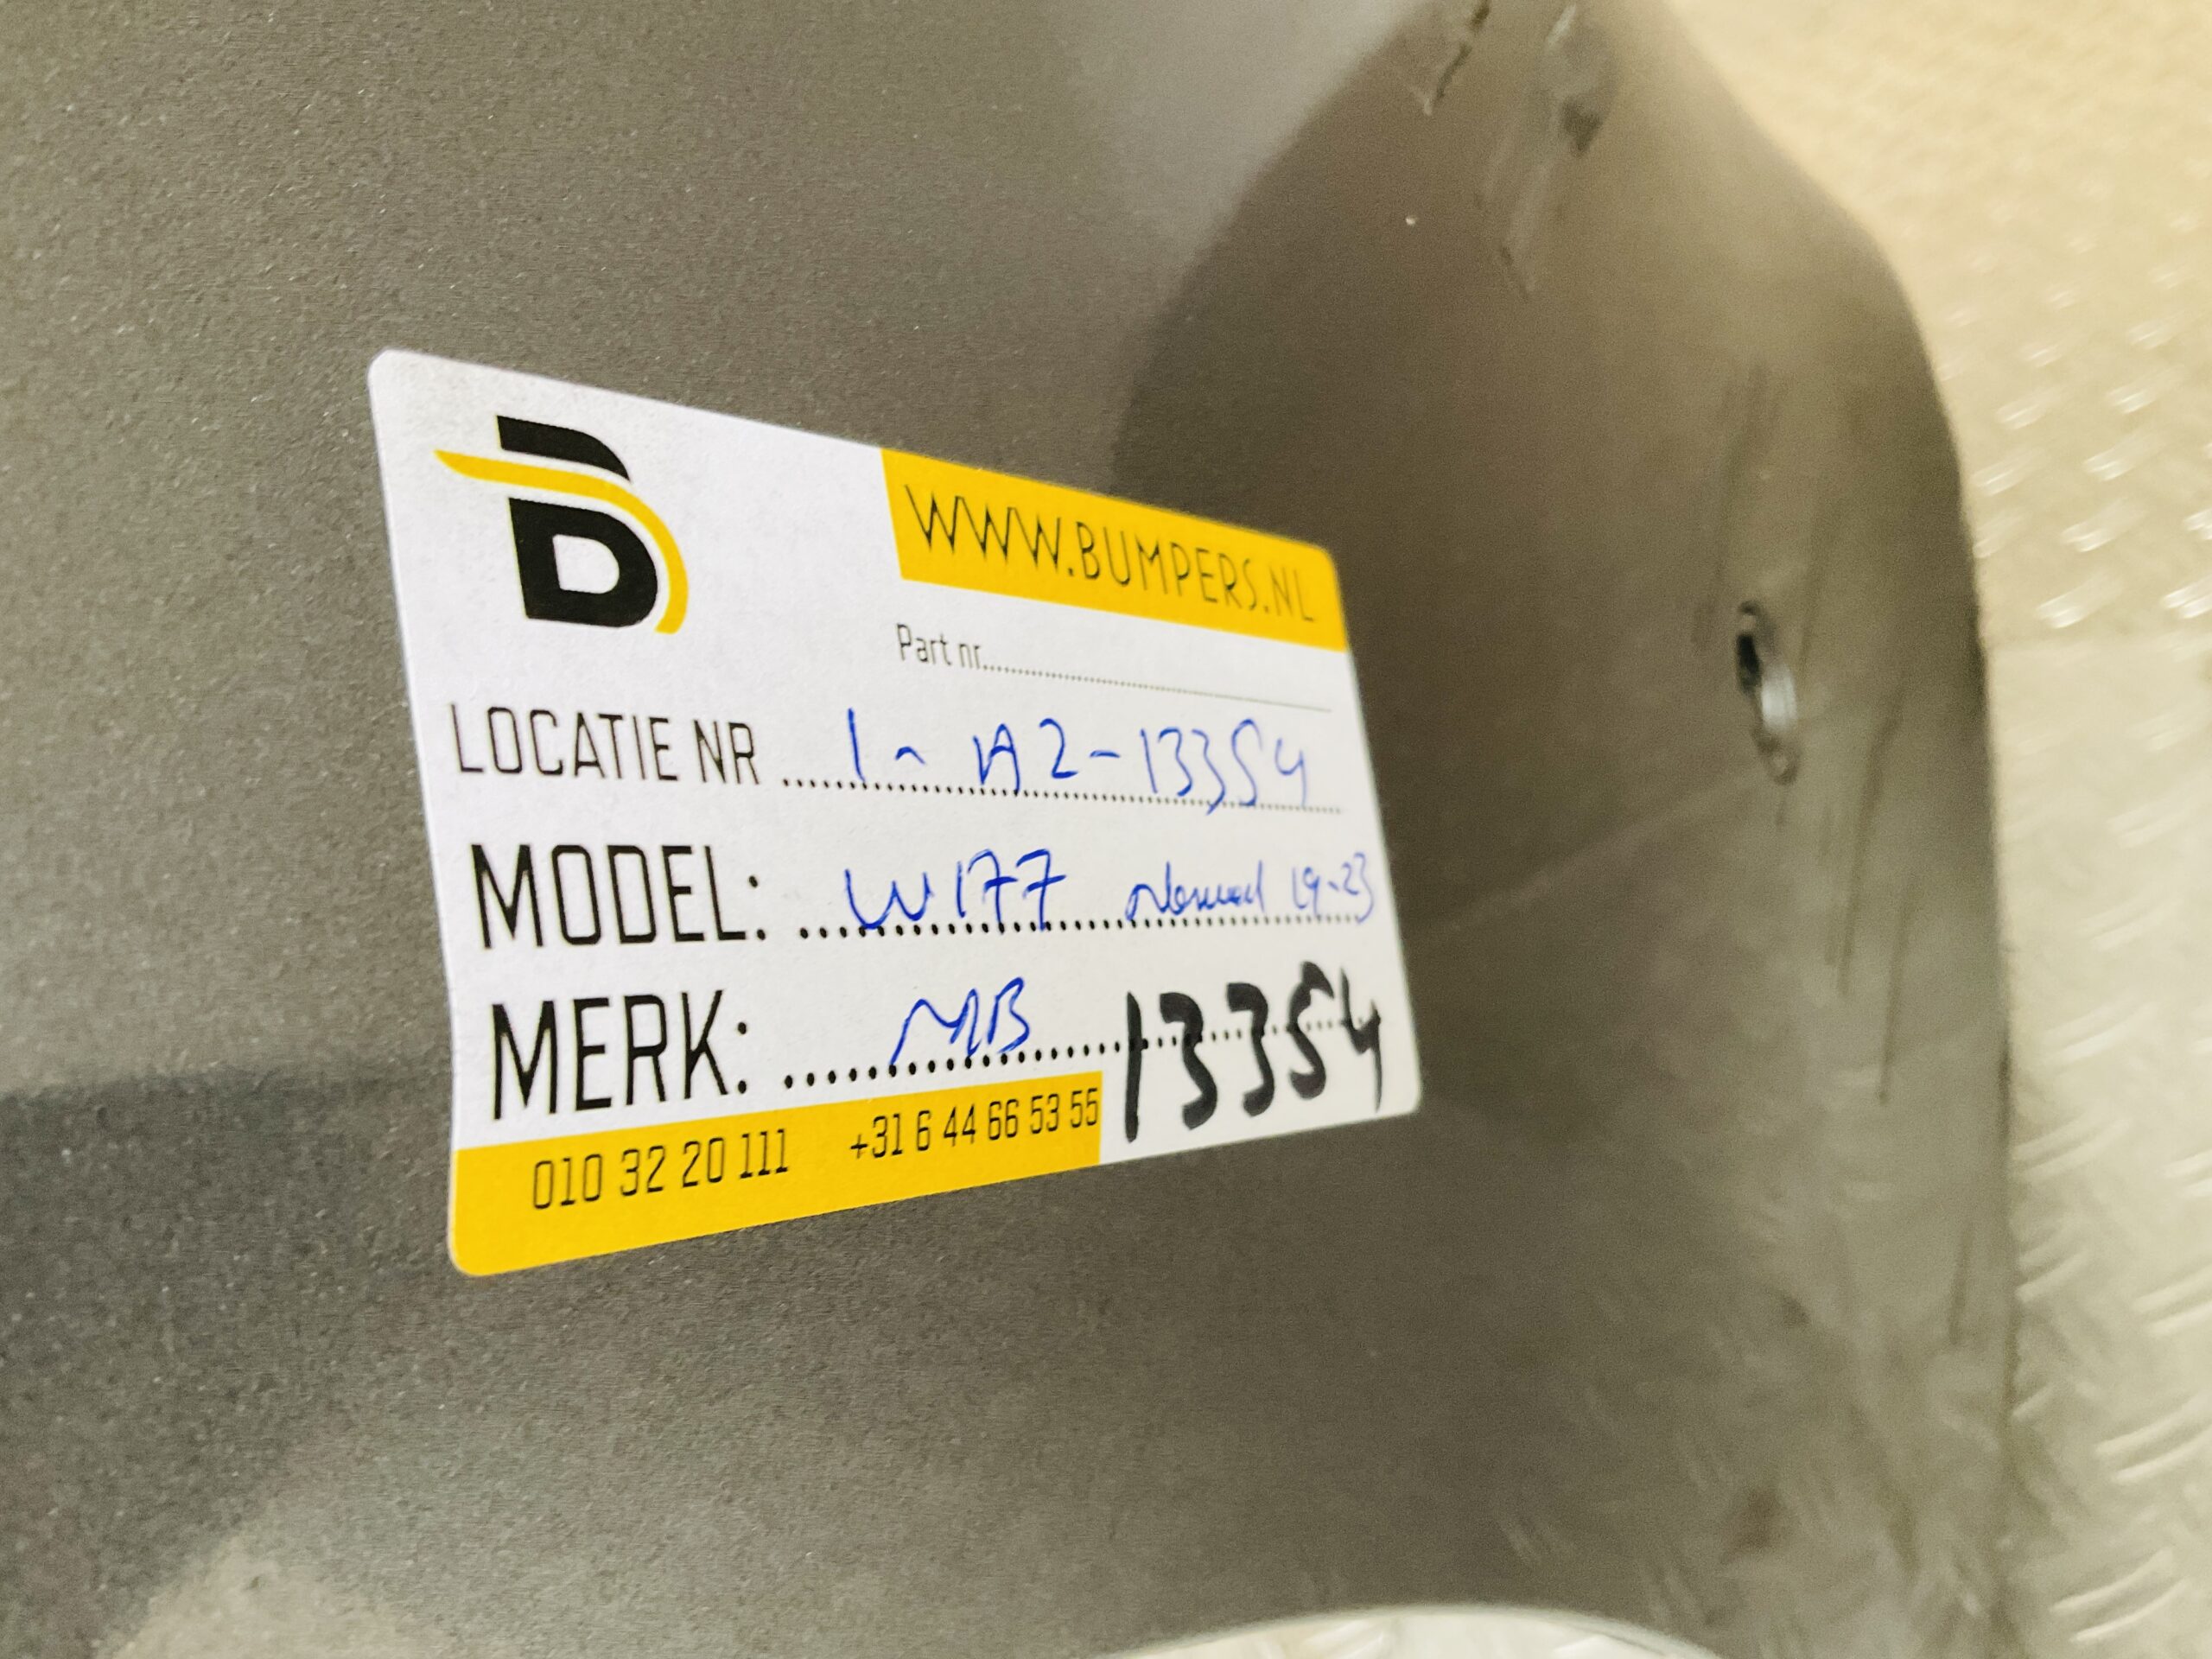 B
WWW.BUMPERS.NL
Part nr
LOCATIE NR 1 - A2-13354
MODEL: W177 19-23
MERK: MB
13354
010 32 20 111 +31 6 44 66 53 55